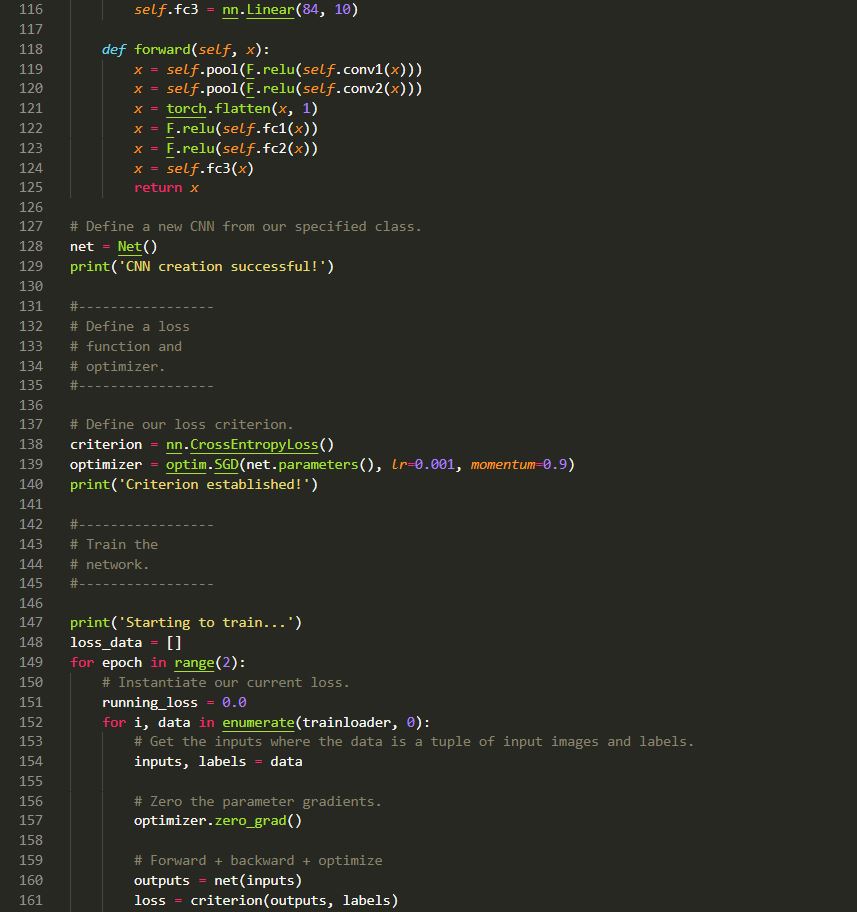 116         self.fc3 = nn.Linear(84, 10)
117
118     def forward(self, x):
119         x = self.pool(F.relu(self.conv1(x)))
120         x = self.pool(F.relu(self.conv2(x)))
121         x = torch.flatten(x, 1)
122         x = F.relu(self.fc1(x))
123         x = F.relu(self.fc2(x))
124         x = self.fc3(x)
125         return x
126
127 # Define a new CNN from our specified class.
128 net = Net()
129 print('CNN creation successful!')
130
131 #-----------------
132 # Define a loss
133 # function and
134 # optimizer.
135 #-----------------
136
137 # Define our loss criterion.
138 criterion = nn.CrossEntropyLoss()
139 optimizer = optim.SGD(net.parameters(), lr=0.001, momentum=0.9)
140 print('Criterion established!')
141
142 #-----------------
143 # Train the
144 # network.
145 #-----------------
146
147 print('Starting to train...')
148 loss_data = []
149 for epoch in range(2):
150     # Instantiate our current loss.
151     running_loss = 0.0
152     for i, data in enumerate(trainloader, 0):
153         # Get the inputs where the data is a tuple of input images and labels.
154         inputs, labels = data
155
156         # Zero the parameter gradients.
157         optimizer.zero_grad()
158
159         # Forward + backward + optimize
160         outputs = net(inputs)
161         loss = criterion(outputs, labels)